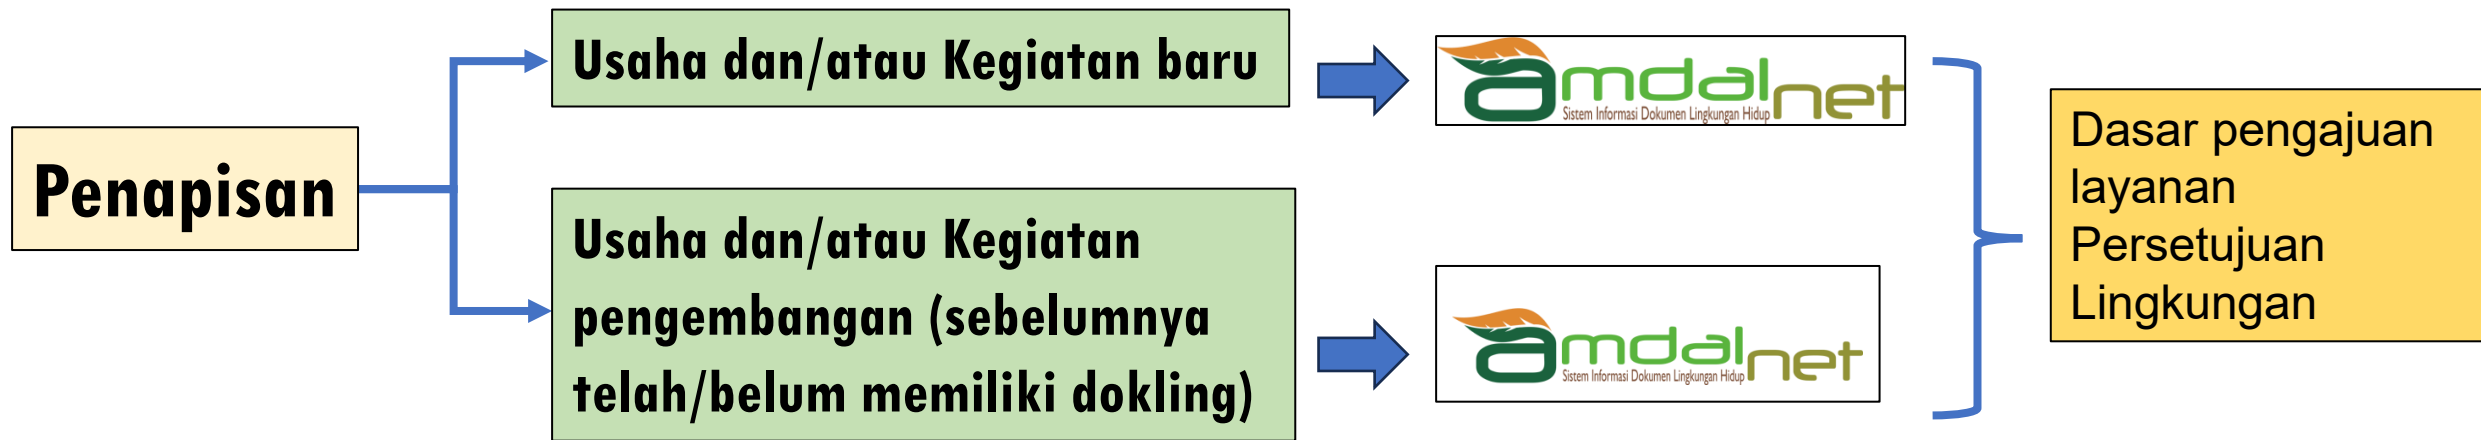 Penapisan
Usaha dan/atau Kegiatan baru
amdalnet
Sistem Informasi Dokumen Lingkungan Hidup
Usaha dan/atau Kegiatan
pengembangan (sebelumnya
telah/belum memiliki dokling)
amdalnet
Sistem Informasi Dokumen Lingkungan Hidup
Dasar pengajuan
layanan
Persetujuan
Lingkungan